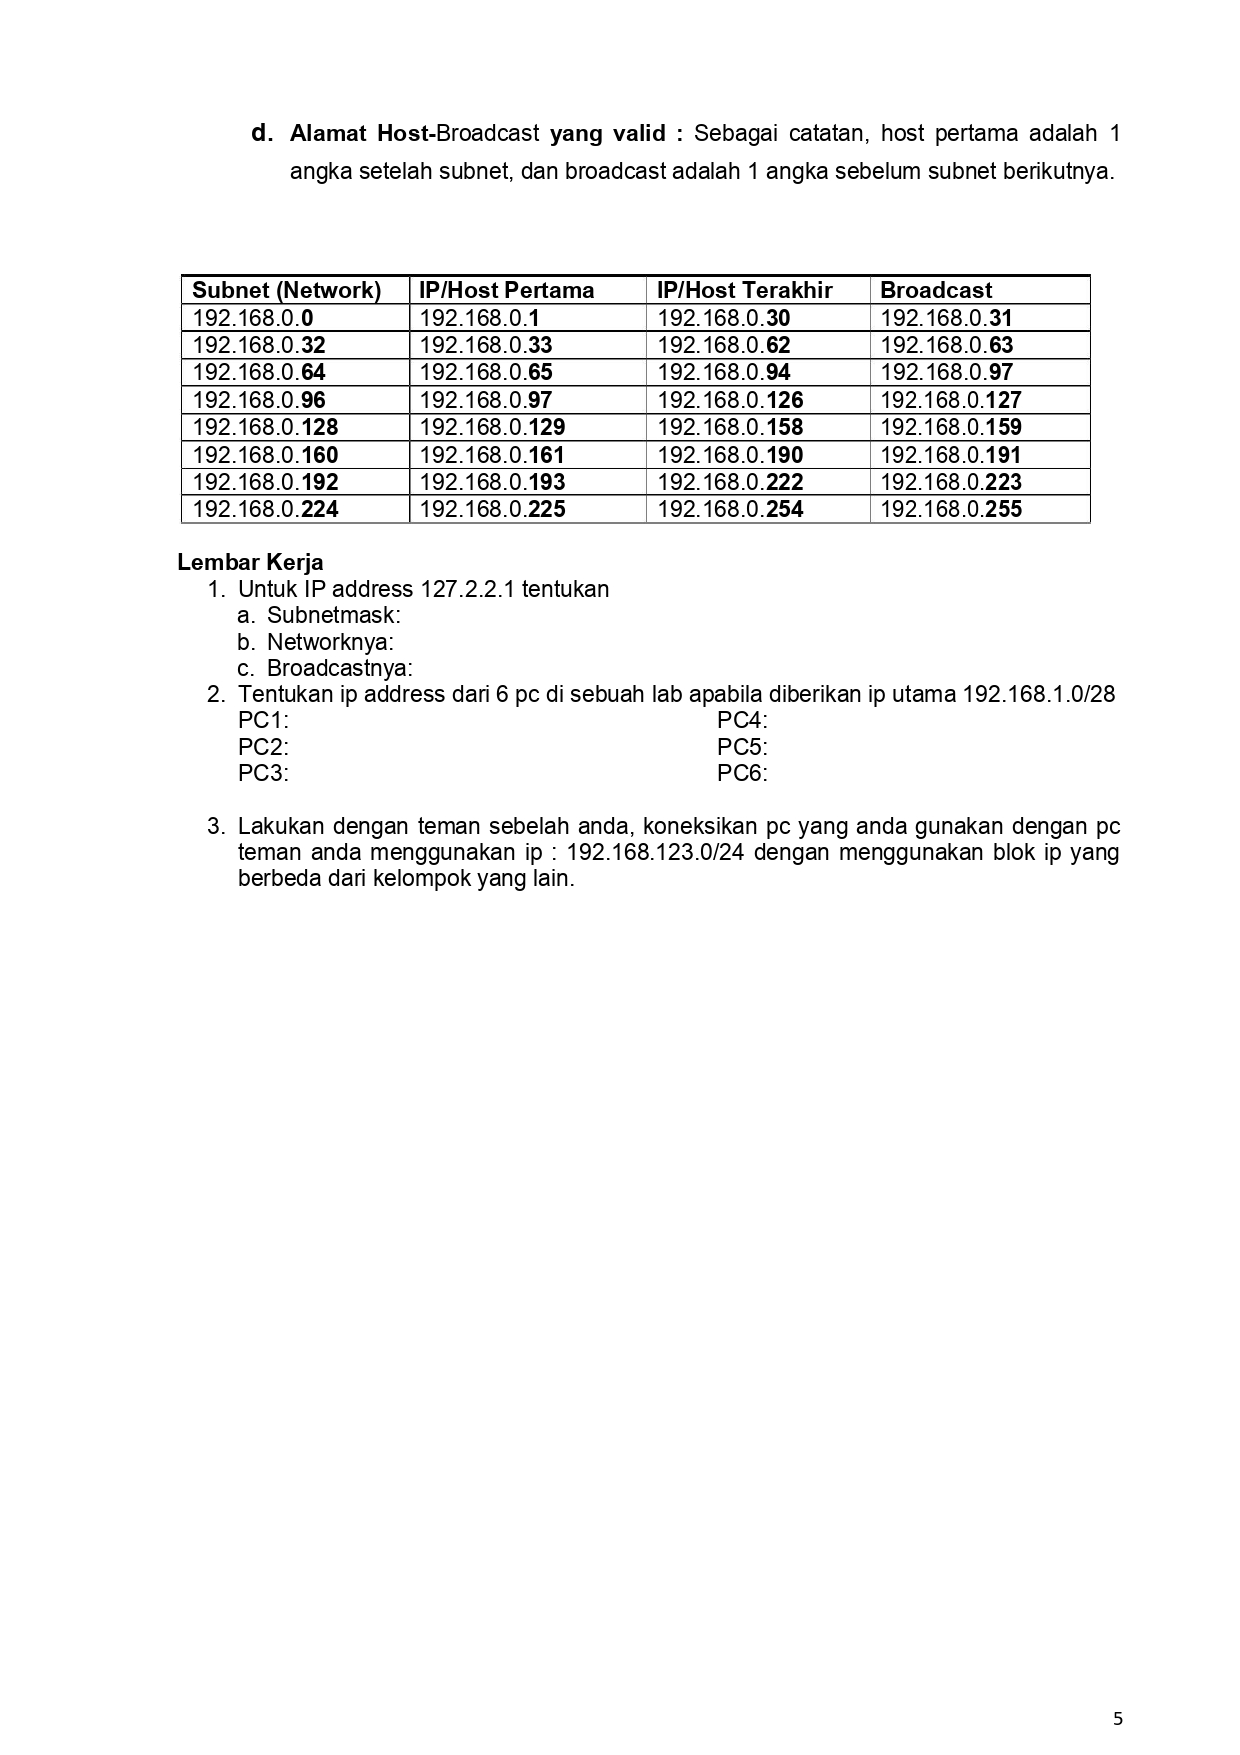 d. Alamat Host-Broadcast yang valid : Sebagai catatan, host pertama adalah 1
angka setelah subnet, dan broadcast adalah 1 angka sebelum subnet berikutnya.
Subnet (Network) IP/Host Pertama IP/Host Terakhir Broadcast
192.168.0.0 192.168.0.1 192.168.0.30 192.168.0.31
192.168.0.32 192.168.0.33 192.168.0.62 192.168.0.63
192.168.0.64 192.168.0.65 192.168.0.94 192.168.0.97
192.168.0.96 192.168.0.97 192.168.0.126 192.168.0.127
192.168.0.128 192.168.0.129 192.168.0.158 192.168.0.159
192.168.0.160 192.168.0.161 192.168.0.190 192.168.0.191
192.168.0.192 192.168.0.193 192.168.0.222 192.168.0.223
192.168.0.224 192.168.0.225 192.168.0.254 192.168.0.255
Lembar Kerja
1. Untuk IP address 127.2.2.1 tentukan
a. Subnetmask:
b. Networknya:
c. Broadcastnya:
2. Tentukan ip address dari 6 pc di sebuah lab apabila diberikan ip utama 192.168.1.0/28
PC1: PC4:
PC2: PC5:
PC3: PC6:
3. Lakukan dengan teman sebelah anda, koneksikan pc yang anda gunakan dengan pc
teman anda menggunakan ip : 192.168.123.0/24 dengan menggunakan blok ip yang
berbeda dari kelompok yang lain.
5